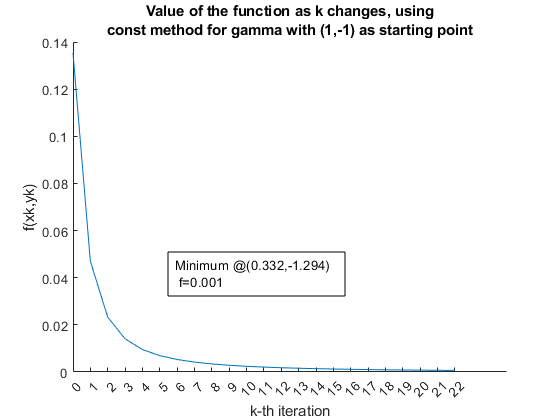 Value of the function as k changes, using
const method for gamma with (1,-1) as starting point
0.14
0.12
0.1
0.08
0.06
0.04
0.02
0
f(xk,yk)
Minimum @(0.332,-1.294)
f=0.001
0 1 2 3 4 5 6 7 8 9 10 11 12 13 14 15 16 17 18 19 20 21 22
k-th iteration